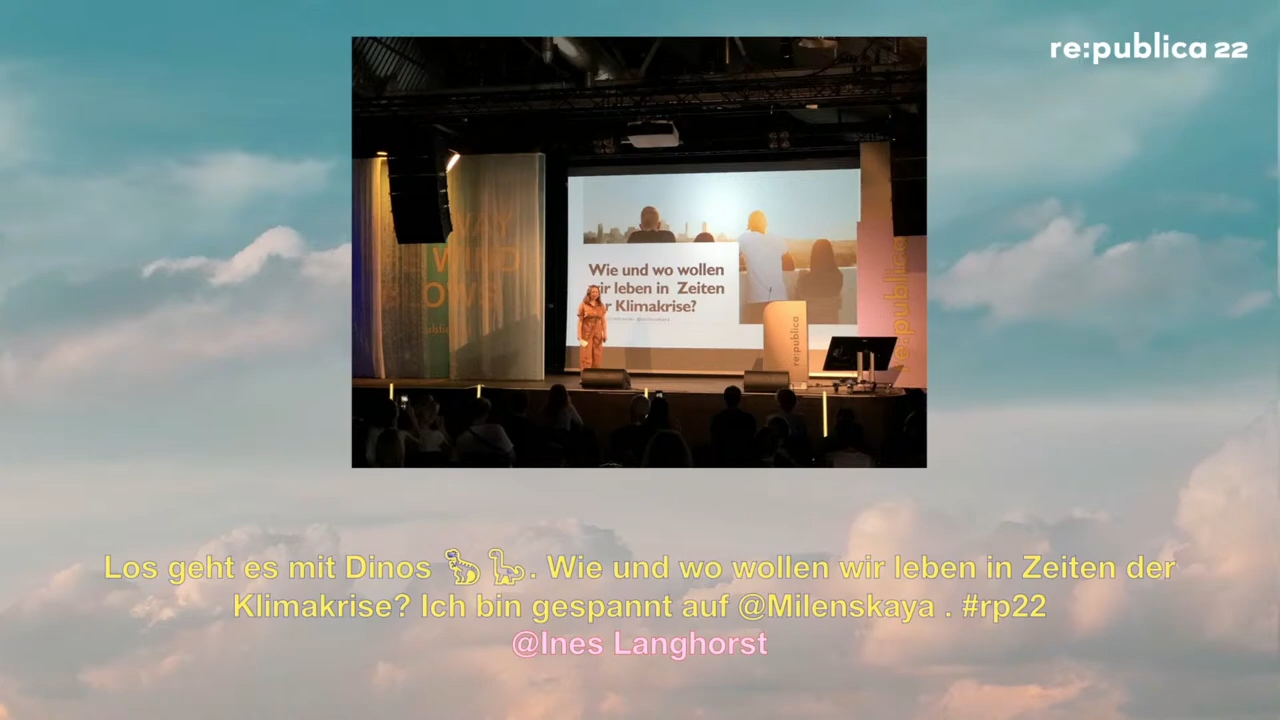 re:publica 22
WAY
WIND
Wie und wo wollen
wir leben in Zeiten
Klimakrise?
re:publica
re:publica
Los geht es mit Dinos 🦖🦕. Wie und wo wollen wir leben in Zeiten der
Klimakrise? Ich bin gespannt auf @Milenskaya . #rp22
@Ines Langhorst